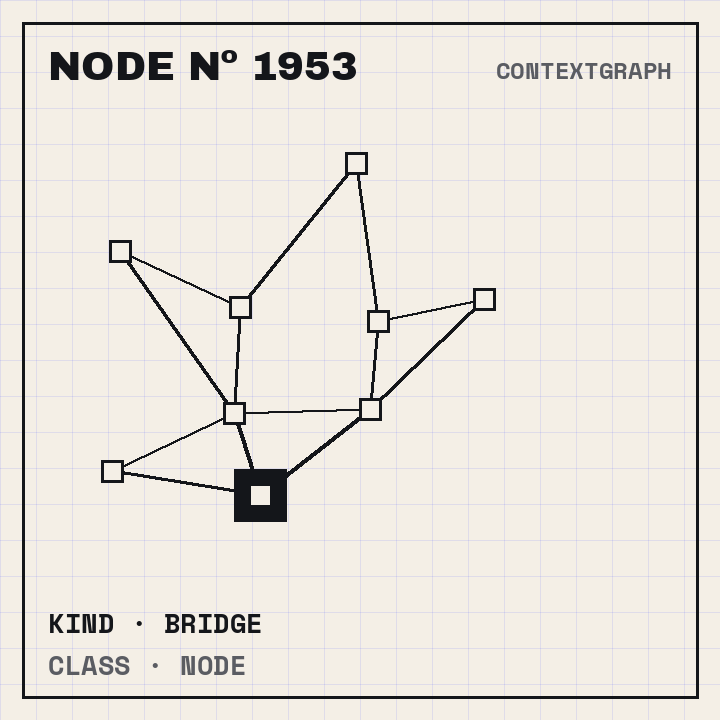 NODE Nº 1953
CONTEXTGRAPH
KIND · BRIDGE
CLASS · NODE